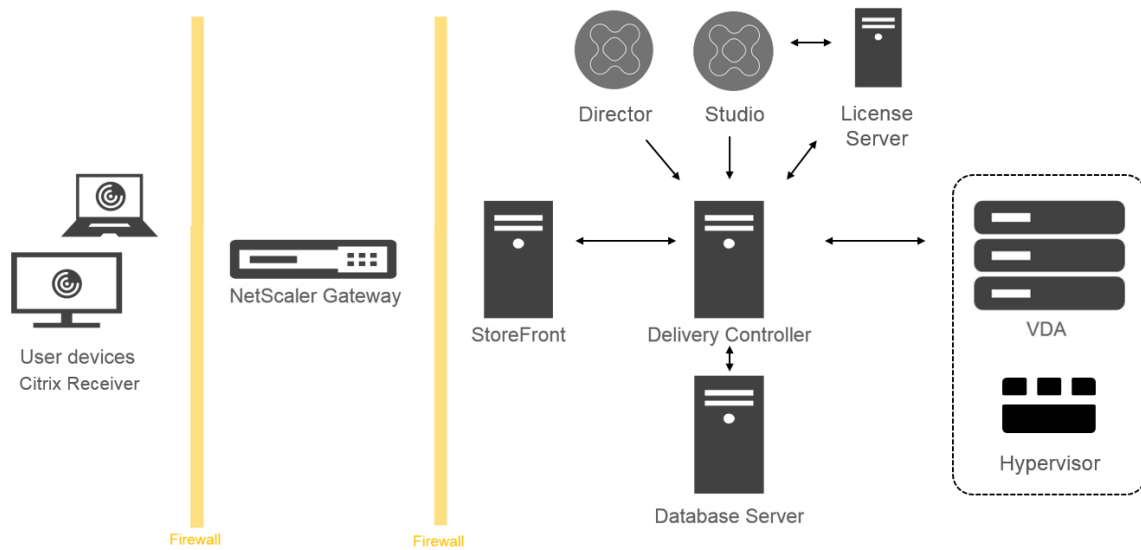 Director
Studio
License
Server
NetScaler Gateway
StoreFront
Delivery Controller
VDA
User devices
Citrix Receiver
Hypervisor
Database Server
Firewall
Firewall